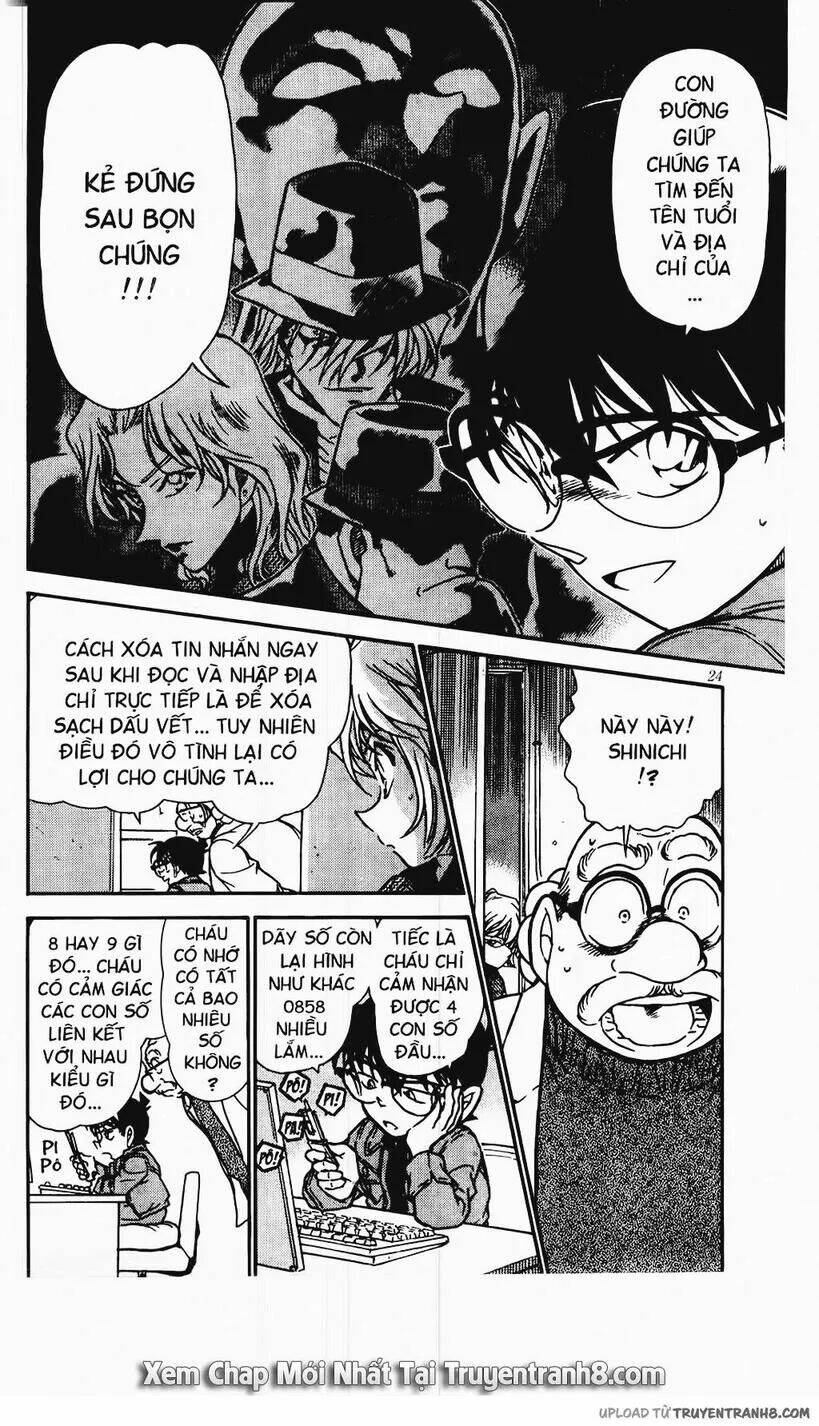 CON
ĐƯỜNG
GIÚP
CHÚNG TA
TÌM ĐẾN
TÊN TUỔI
VÀ ĐỊA
CHỈ CỦA
...
KẺ ĐỨNG
SAU BỌN
CHÚNG
!!!
24
NÀY NÀY!
SHINICHI
!?
CÁCH XÓA TIN NHẮN NGAY
SAU KHI ĐỌC VÀ NHẬP ĐỊA
CHỈ TRỰC TIẾP LÀ ĐỂ XÓA
SẠCH DẤU VẾT... TUY NHIÊN
ĐIỀU ĐÓ VÔ TÌNH LẠI CÓ
LỢI CHO CHÚNG TA...
TIẾC LÀ
CHÁU CHỈ
CẢM NHẬN
ĐƯỢC 4
CON SỐ
ĐẦU...
DÃY SỐ CÒN
LẠI HÌNH
NHƯ KHÁC
0858
NHIỀU
LẮM...
PÔ!
PI!
PI!
PÔ!
CHÁU
CÓ NHỚ
CÓ TẤT
CẢ BAO
NHIÊU
SỐ
KHÔNG
?
8 HAY 9 GÌ
ĐÓ... CHÁU
CÓ CẢM GIÁC
CÁC CON SỐ
LIÊN KẾT
VỚI NHAU
KIỂU GÌ
ĐÓ...
PI
PÔ
Xem Chap Mới Nhất Tại Truyentranh8.com
UPLOAD TỪ TRUYENTRANH8.COM